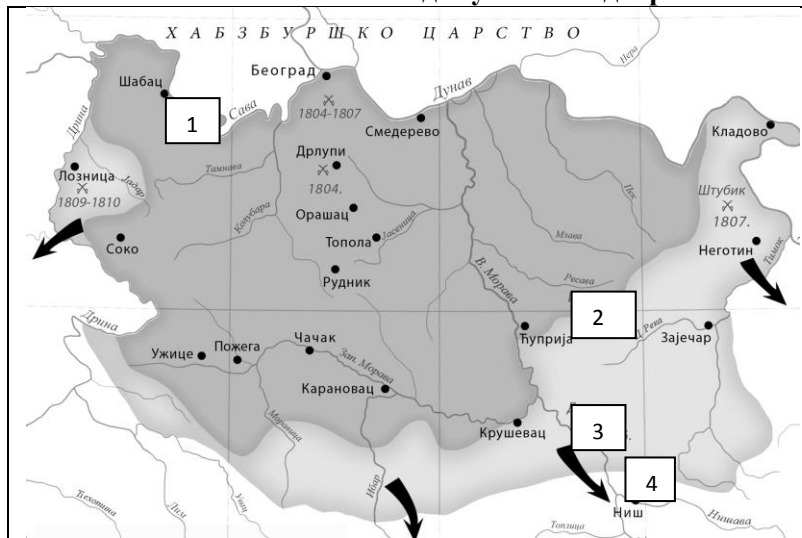 ХАБЗБУРШКО ЦАРСТВО
Нера
Београд
Дунав
Шабац
1
Сава
1804-1807
Смедерево
Кладово
Дрина
Дрлупи
Лозница
Јадар
Тамнава
1804.
Пек
Штубик
1809-1810
Орашац
1807.
Колубара
Топола
Јасеница
Млава
Соко
Неготин
Тимок
Рудник
В. Морава
Ресава
2
Дрина
Ћуприја
Река
Зајечар
Ужице
Пожега
Чачак
Зап. Морава
Карановац
Моравица
Крушевац
3
4
Ибар
Ћехотина
Лим
Увац
Ниш
Нишава
Топлица